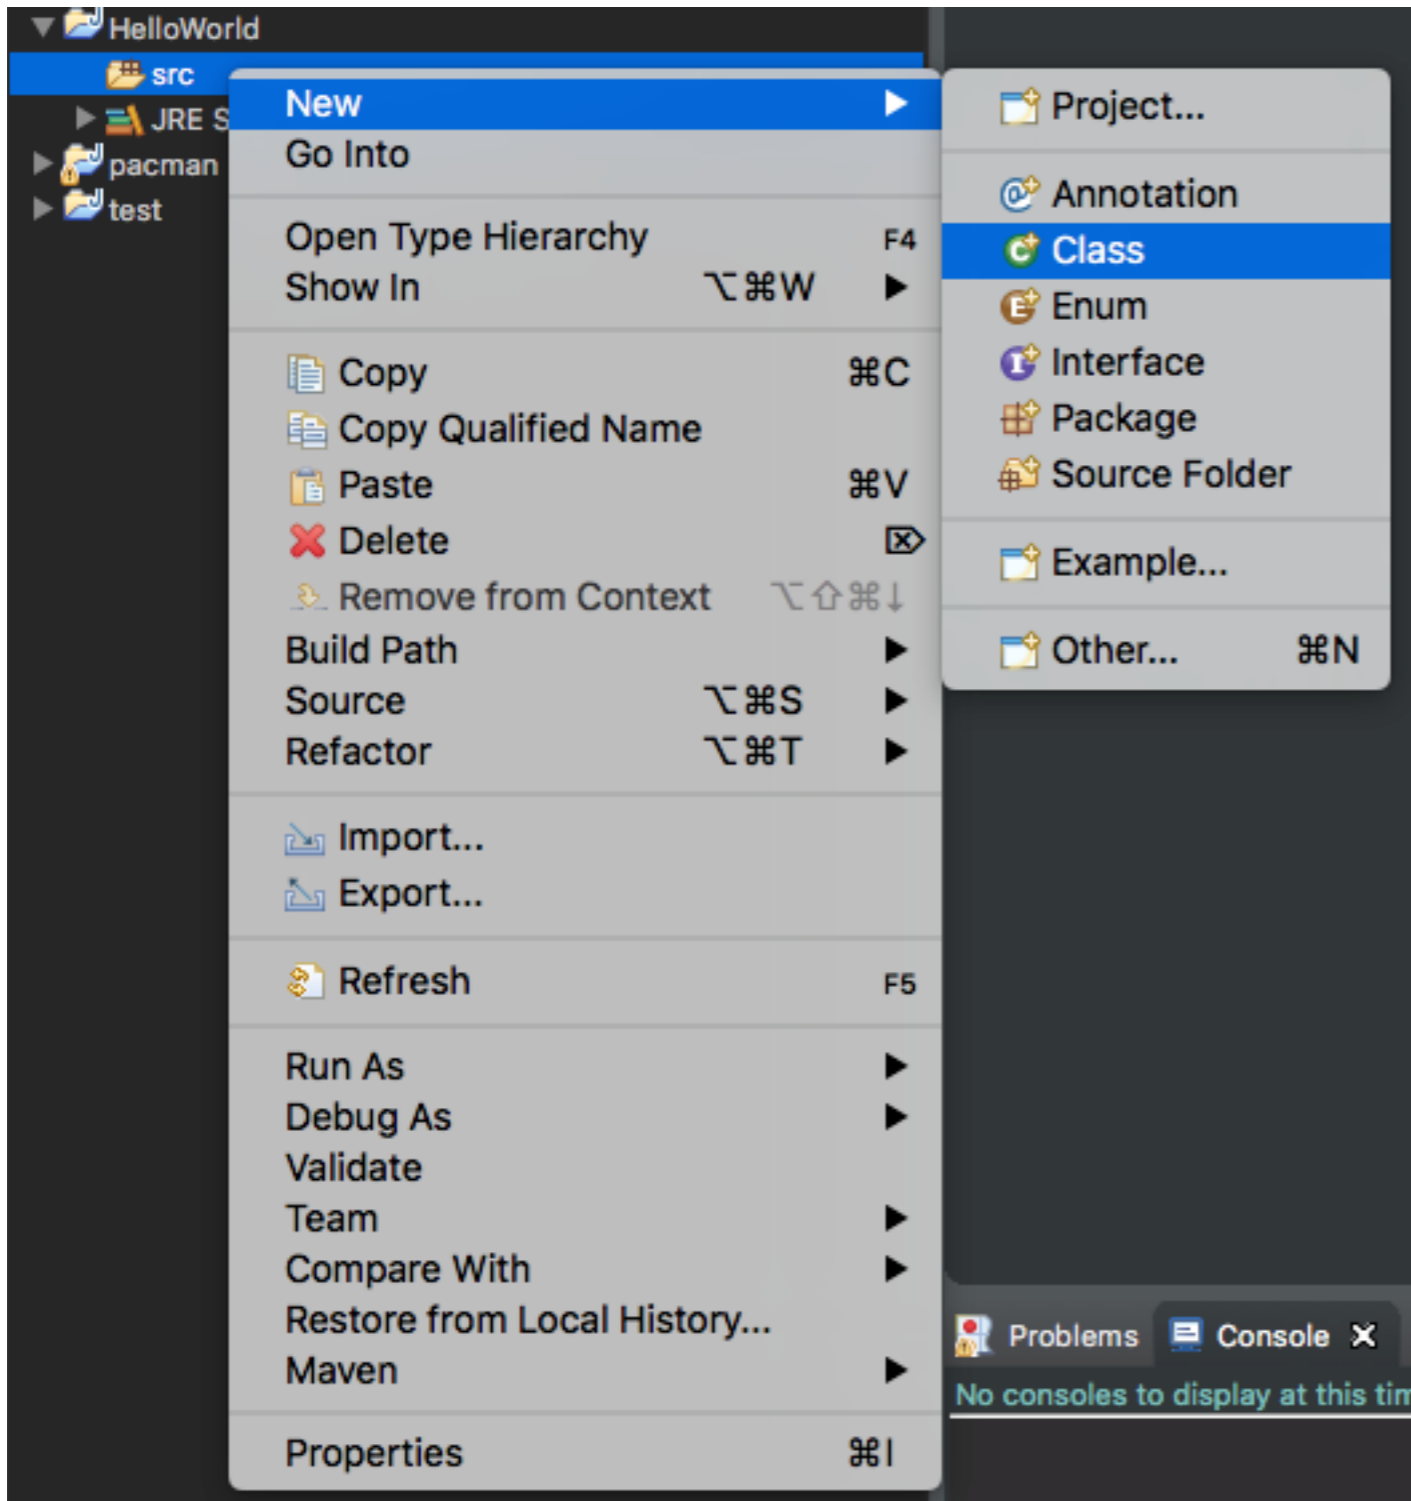 HelloWorld
src
JRE S
pacman
test
New
Go Into
Open Type Hierarchy F4
Show In ⌥⌘W
Copy ⌘C
Copy Qualified Name
Paste ⌘V
Delete ⌦
Remove from Context ⌥⇧⌘↓
Build Path
Source ⌥⌘S
Refactor ⌥⌘T
Import...
Export...
Refresh F5
Run As
Debug As
Validate
Team
Compare With
Restore from Local History...
Maven
Properties ⌘I
Project...
Annotation
Class
Enum
Interface
Package
Source Folder
Example...
Other... ⌘N
Problems Console
No consoles to display at this tim